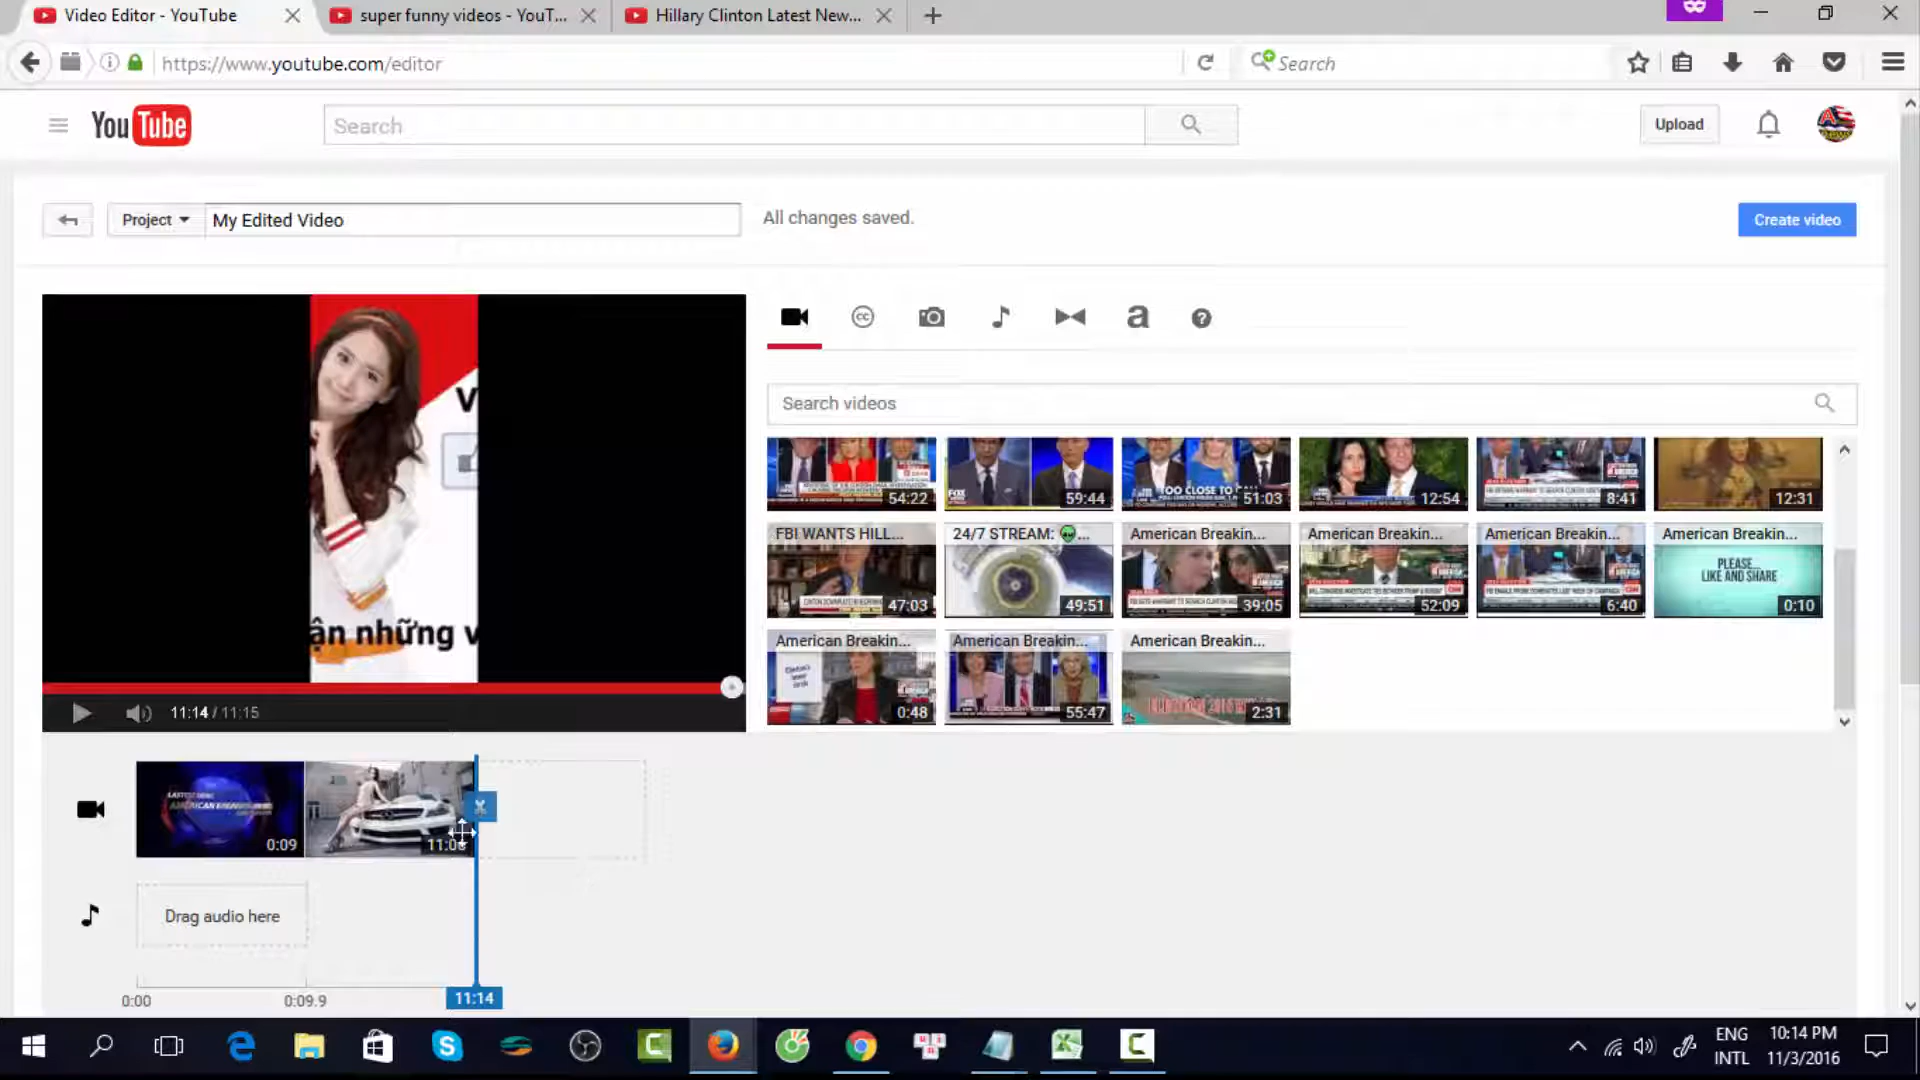 Video Editor - YouTube
super funny videos - YouT...
Hillary Clinton Latest New...
https://www.youtube.com/editor
Search
YouTube
Search
Upload
Project
My Edited Video
All changes saved.
Create video
V
ận những v
11:14 / 11:15
Search videos
54:22
59:44
TOO CLOSE TO
51:03
12:54
8:41
12:31
FBI WANTS HILL...
24/7 STREAM: 👽...
American Breakin...
American Breakin...
American Breakin...
American Breakin...
PLEASE...
LIKE AND SHARE
47:03
49:51
39:05
52:09
6:40
0:10
American Breakin...
American Breakin...
American Breakin...
0:48
55:47
2:31
0:09
Drag audio here
0:00
0:09.9
11:14
ENG
INTL
10:14 PM
11/3/2016